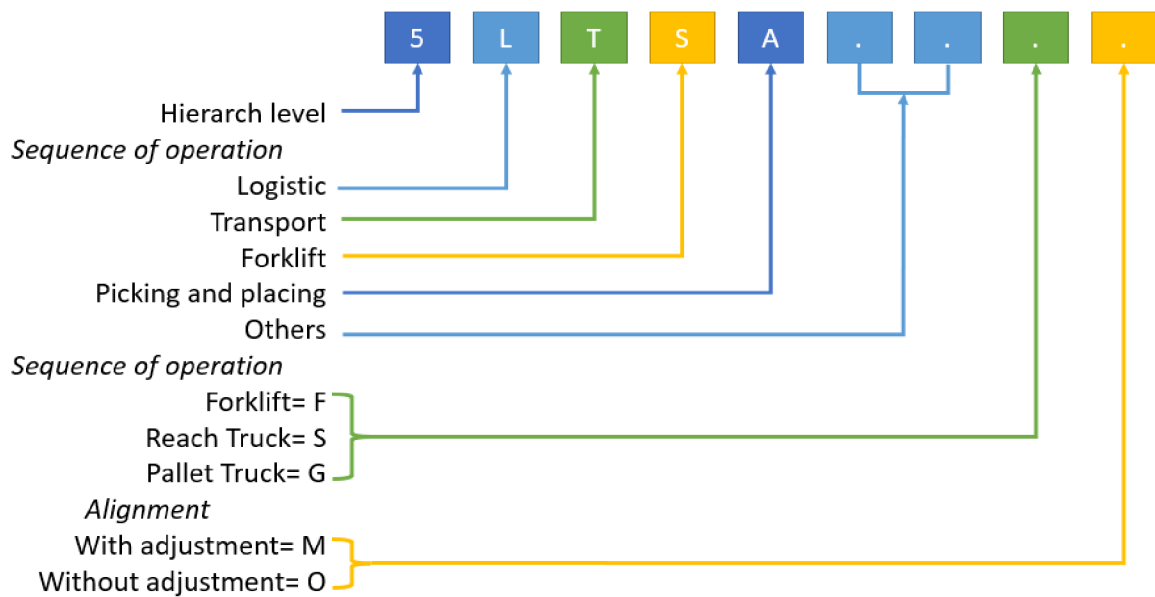 5 L T S A . . . .
Hierarch level
Sequence of operation
Logistic
Transport
Forklift
Picking and placing
Others
Sequence of operation
Forklift= F
Reach Truck= S
Pallet Truck= G
Alignment
With adjustment= M
Without adjustment= O